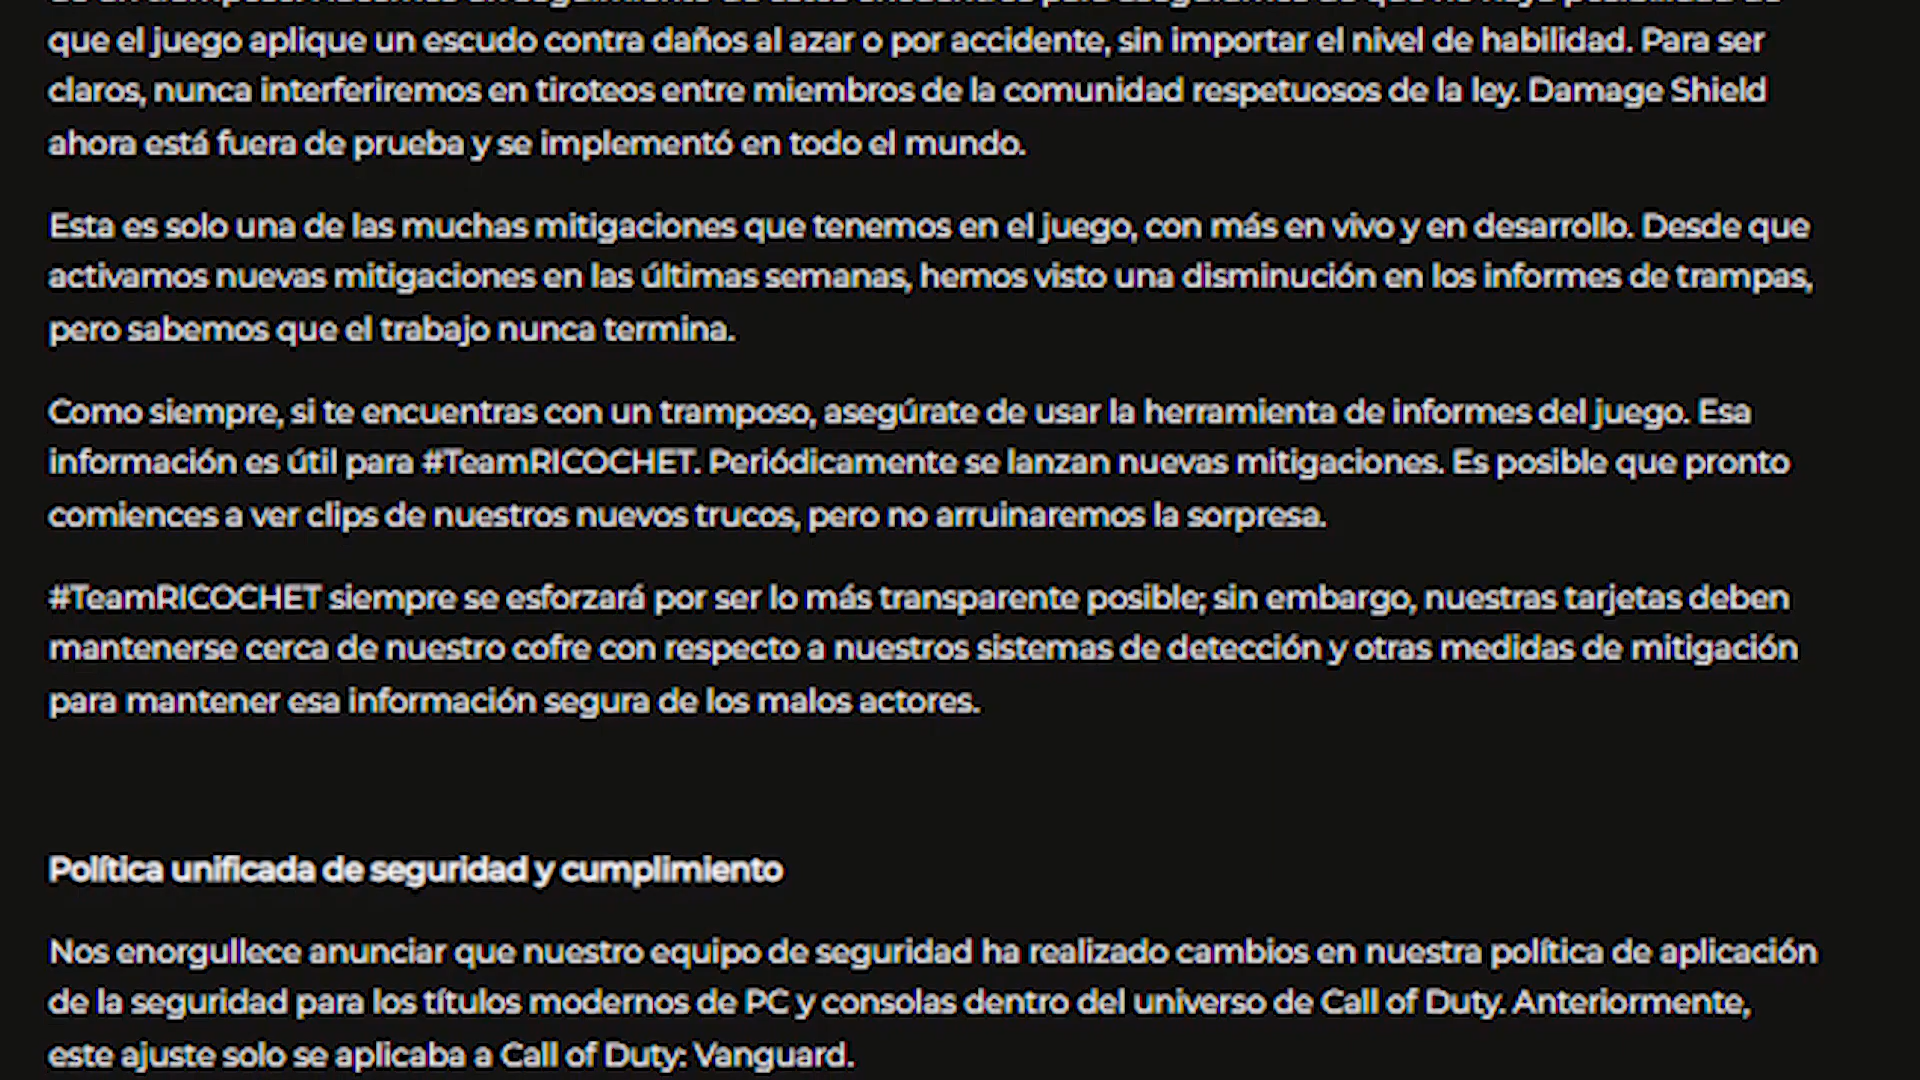 que el juego aplique un escudo contra daños al azar o por accidente, sin importar el nivel de habilidad. Para ser
claros, nunca interferiremos en tiroteos entre miembros de la comunidad respetuosos de la ley. Damage Shield
ahora está fuera de prueba y se implementó en todo el mundo.
Esta es solo una de las muchas mitigaciones que tenemos en el juego, con más en vivo y en desarrollo. Desde que
activamos nuevas mitigaciones en las últimas semanas, hemos visto una disminución en los informes de trampas,
pero sabemos que el trabajo nunca termina.
Como siempre, si te encuentras con un tramposo, asegúrate de usar la herramienta de informes del juego. Esa
información es útil para #TeamRICOCHET. Periódicamente se lanzan nuevas mitigaciones. Es posible que pronto
comiences a ver clips de nuestros nuevos trucos, pero no arruinaremos la sorpresa.
#TeamRICOCHET siempre se esforzará por ser lo más transparente posible; sin embargo, nuestras tarjetas deben
mantenerse cerca de nuestro cofre con respecto a nuestros sistemas de detección y otras medidas de mitigación
para mantener esa información segura de los malos actores.
Política unificada de seguridad y cumplimiento
Nos enorgullece anunciar que nuestro equipo de seguridad ha realizado cambios en nuestra política de aplicación
de la seguridad para los títulos modernos de PC y consolas dentro del universo de Call of Duty. Anteriormente,
este ajuste solo se aplicaba a Call of Duty: Vanguard.